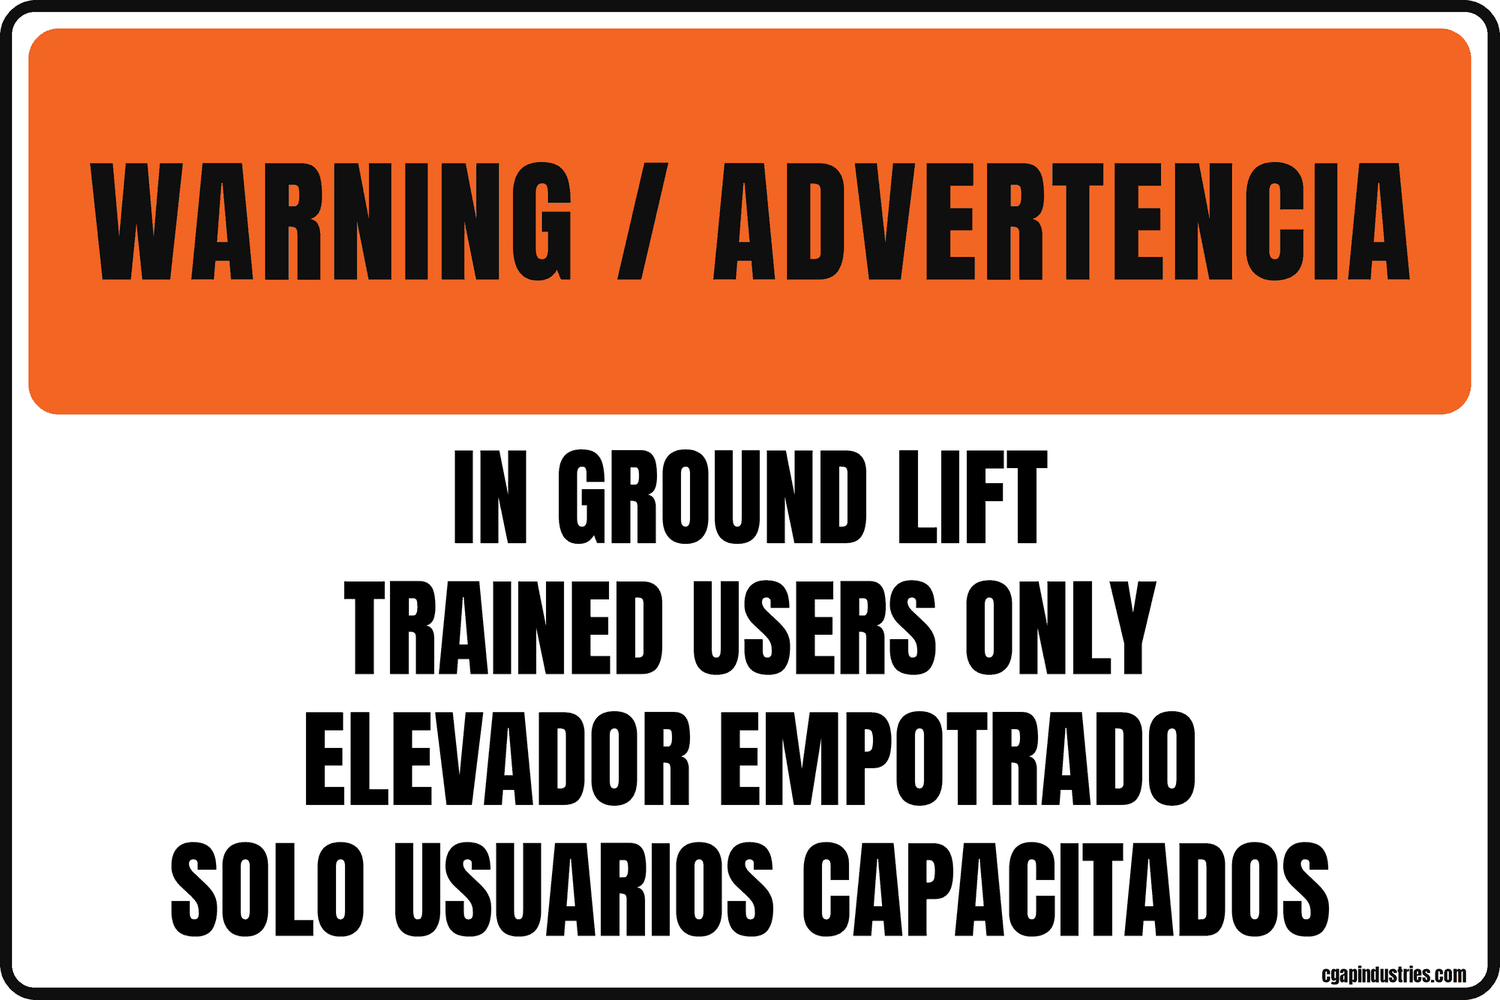 WARNING / ADVERTENCIA
IN GROUND LIFT
TRAINED USERS ONLY
ELEVADOR EMPOTRADO
SOLO USUARIOS CAPACITADOS
cgapindustries.com